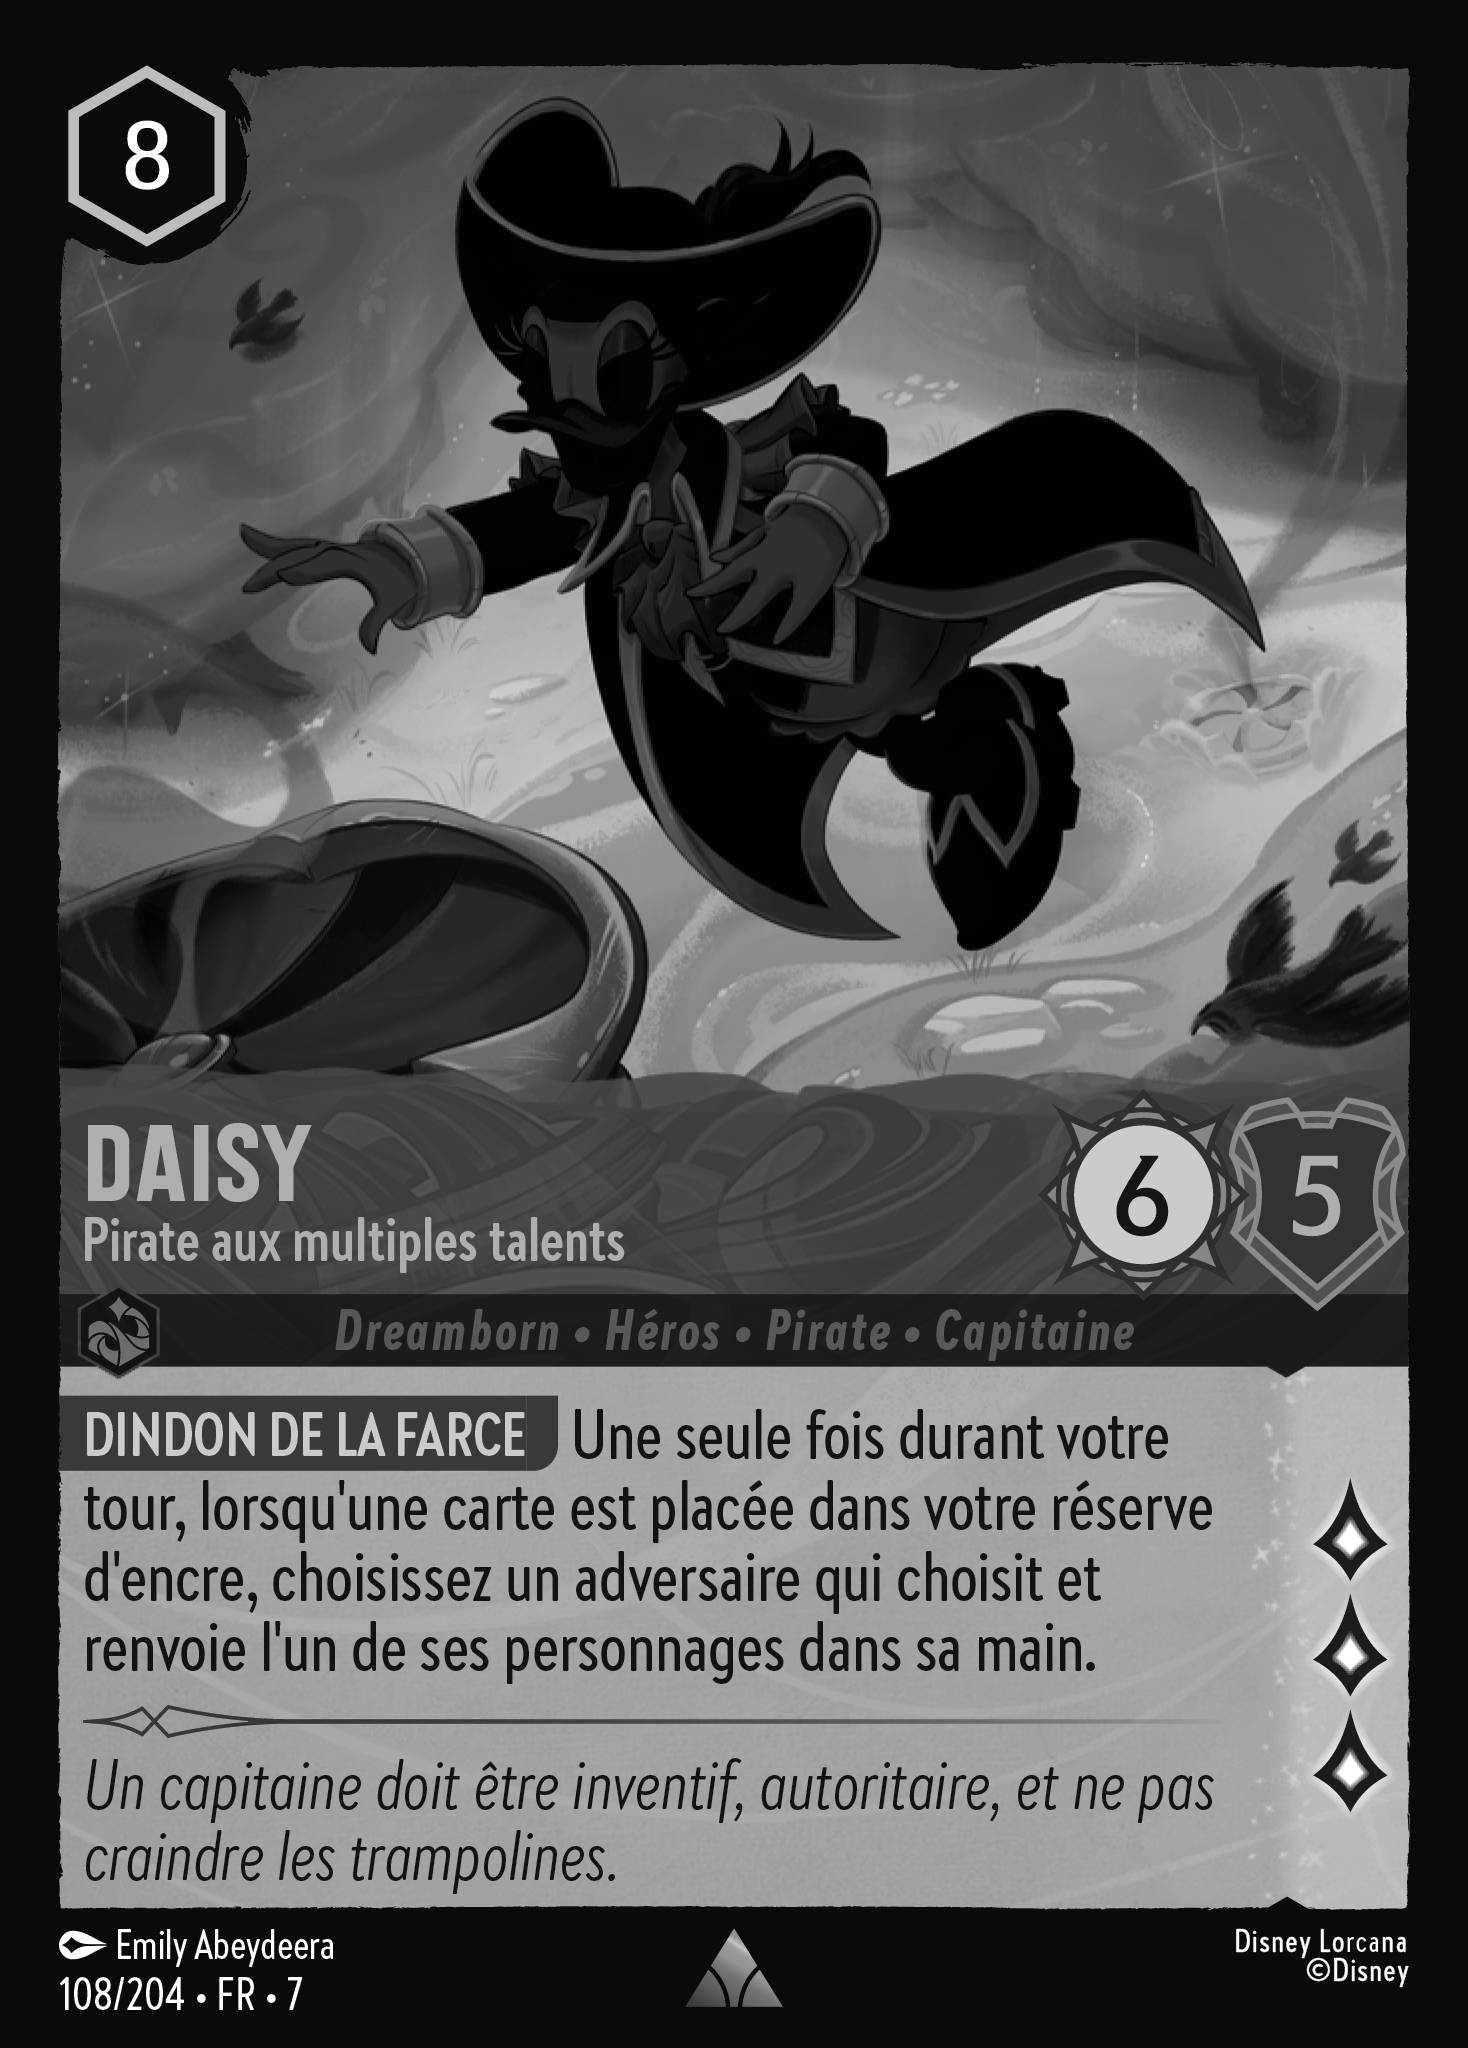 8
DAISY
Pirate aux multiples talents
6
5
Dreamborn • Héros • Pirate • Capitaine
DINDON DE LA FARCE Une seule fois durant votre
tour, lorsqu'une carte est placée dans votre réserve
d'encre, choisissez un adversaire qui choisit et
renvoie l'un de ses personnages dans sa main.
Un capitaine doit être inventif, autoritaire, et ne pas
craindre les trampolines.
Emily Abeydeera
108/204 • FR • 7
Disney Lorcana
©Disney